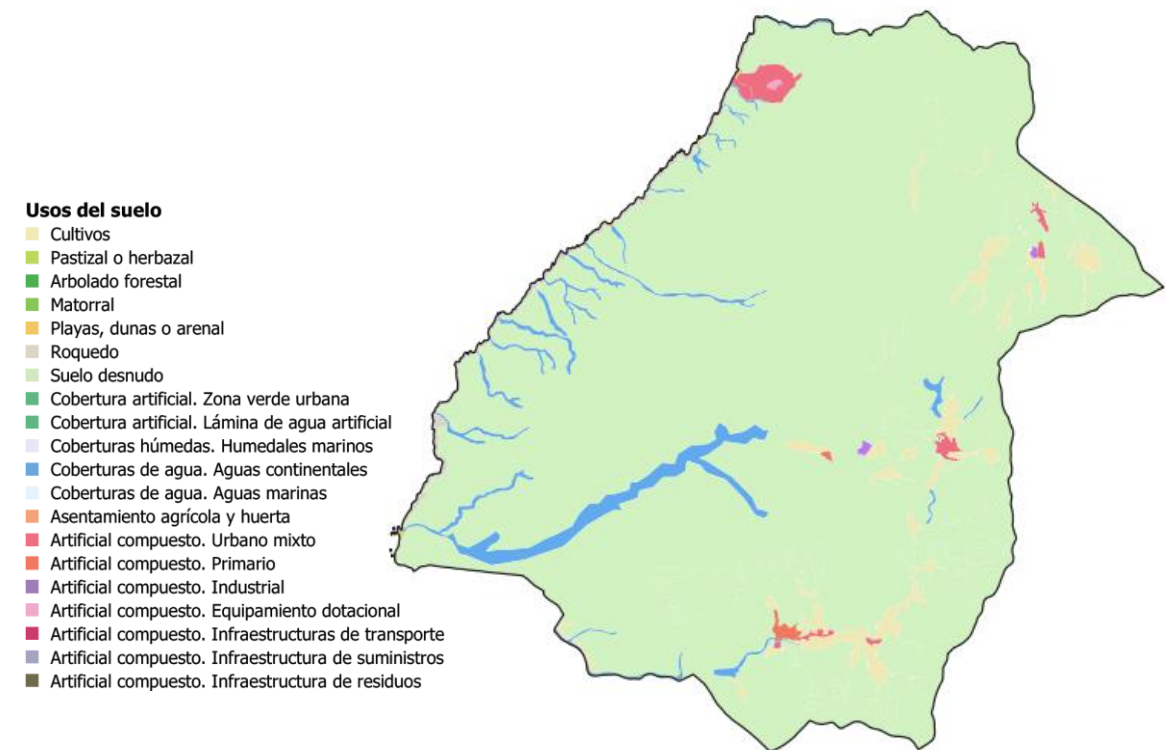 Usos del suelo
Cultivos
Pastizal o herbazal
Arbolado forestal
Matorral
Playas, dunas o arenal
Roquedo
Suelo desnudo
Cobertura artificial. Zona verde urbana
Cobertura artificial. Lámina de agua artificial
Coberturas húmedas. Humedales marinos
Coberturas de agua. Aguas continentales
Coberturas de agua. Aguas marinas
Asentamiento agrícola y huerta
Artificial compuesto. Urbano mixto
Artificial compuesto. Primario
Artificial compuesto. Industrial
Artificial compuesto. Equipamiento dotacional
Artificial compuesto. Infraestructuras de transporte
Artificial compuesto. Infraestructura de suministros
Artificial compuesto. Infraestructura de residuos